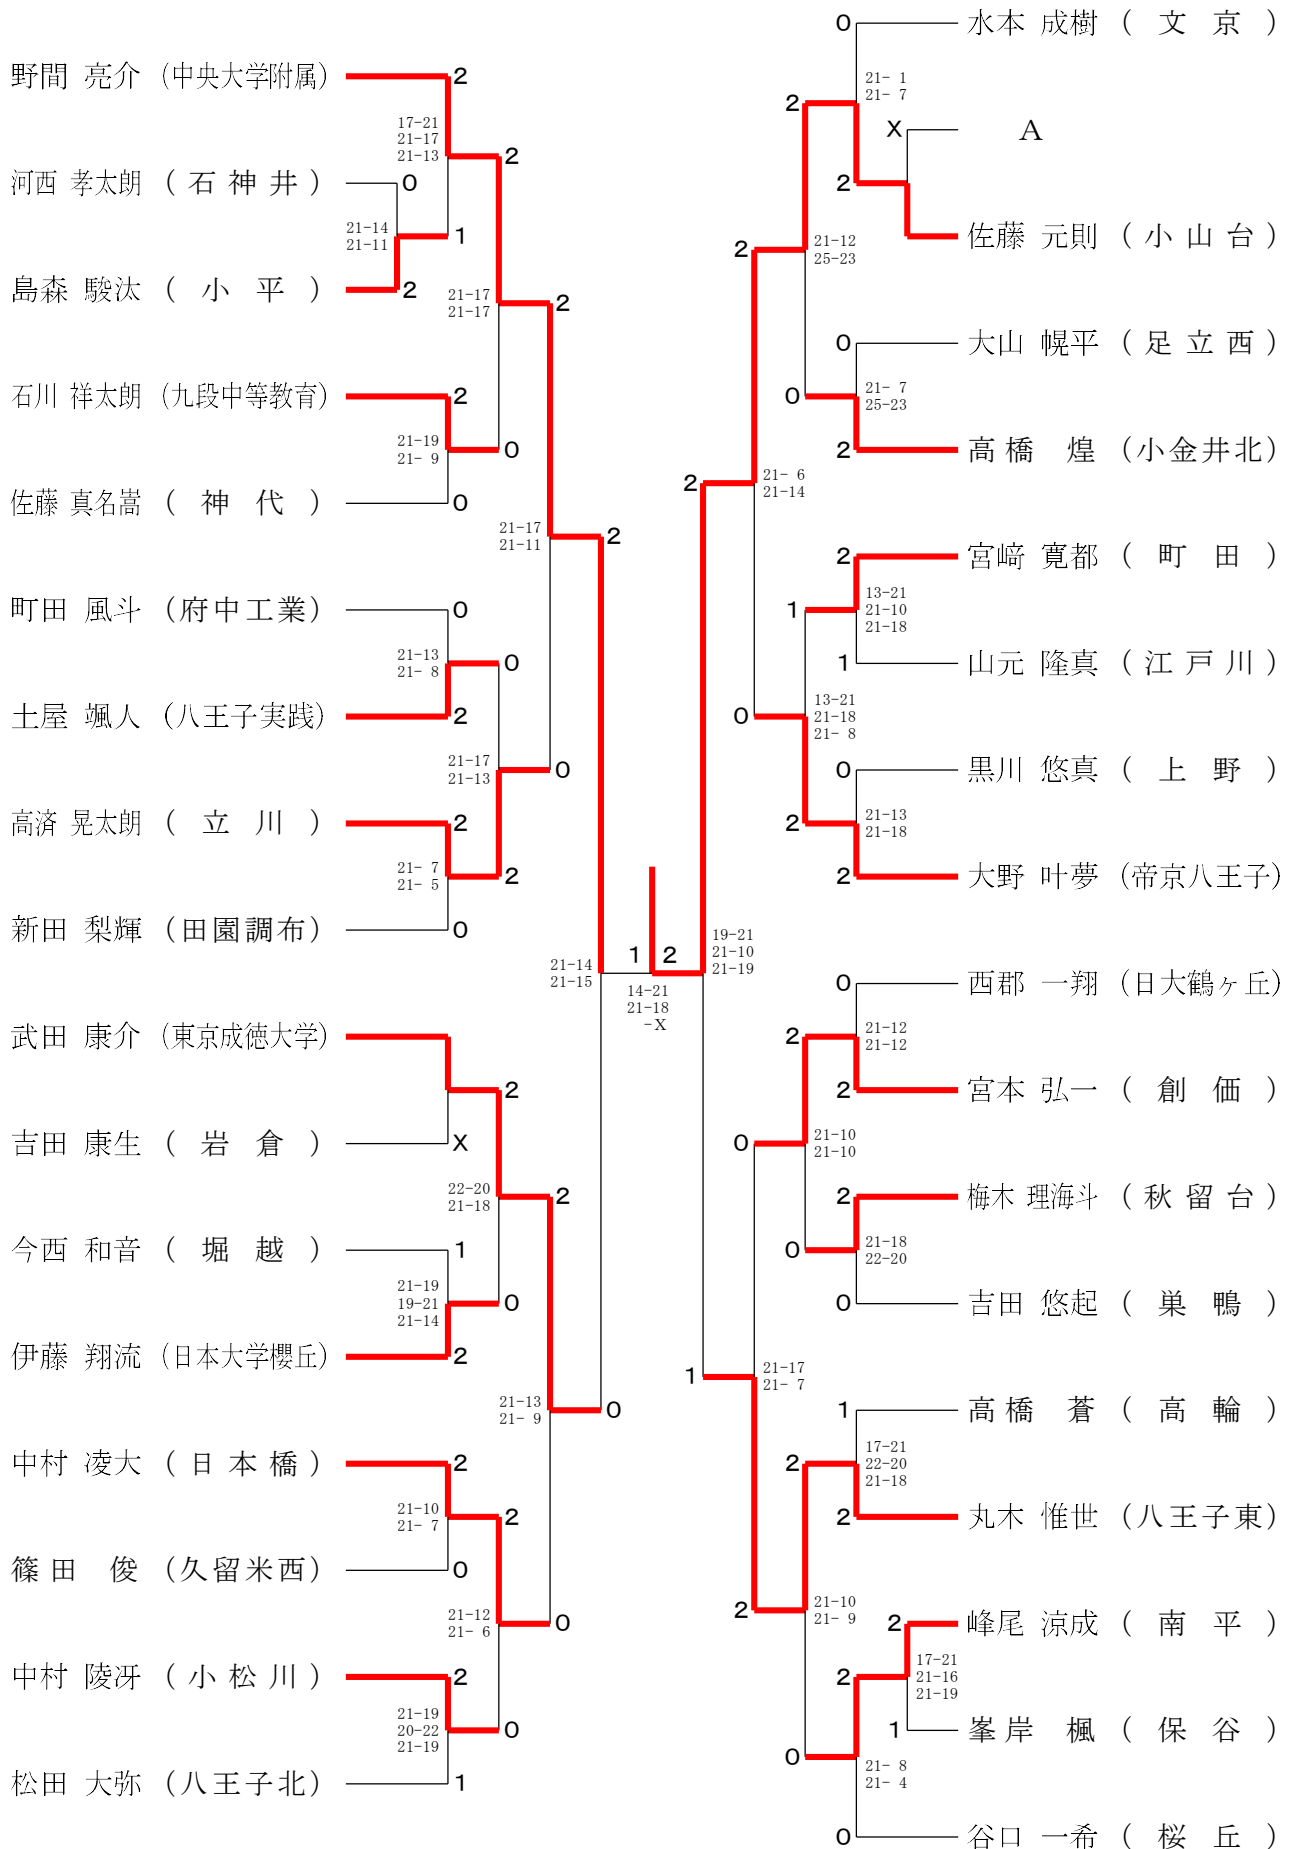 野間 亮介 (中央大学附属) 2
17-21
21-17
21-13
2
河西 孝太朗 ( 石 神 井 ) 0
21-14
21-11
1
島森 駿汰 ( 小 平 ) 2
21-17
21-17
2
石川 祥太朗 (九段中等教育) 2
21-19
21- 9
0
佐藤 真名嵩 ( 神 代 ) 0
21-17
21-11
2
町田 風斗 (府中工業) 0
21-13
21- 8
0
土屋 颯人 (八王子実践) 2
21-17
21-13
0
高済 晃太朗 ( 立 川 ) 2
21- 7
21- 5
2
新田 梨輝 (田園調布) 0
21-14
21-15
1 2
14-21
21-18
-X
武田 康介 (東京成徳大学)
2
吉田 康生 ( 岩 倉 ) X
22-20
21-18
2
今西 和音 ( 堀 越 ) 1
21-19
19-21
21-14
0
伊藤 翔流 (日本大学櫻丘) 2
21-13
21- 9
0
中村 凌大 ( 日 本 橋 ) 2
21-10
21- 7
2
篠 田 俊 (久留米西) 0
21-12
21- 6
0
中村 陵冴 ( 小 松 川 ) 2
21-19
20-22
21-19
0
松田 大弥 (八王子北) 1
0 水本 成樹 ( 文 京 )
21- 1
21- 7
2
X A
2
佐藤 元則 ( 小 山 台 )
21-12
25-23
2
0 大山 幌平 ( 足 立 西 )
21- 7
25-23
0
2 高 橋 煌 (小金井北)
21- 6
21-14
2
2 宮﨑 寛都 ( 町 田 )
13-21
21-10
21-18
1
1 山元 隆真 ( 江 戸 川 )
13-21
21-18
21- 8
0
0 黒川 悠真 ( 上 野 )
21-13
21-18
2
2 大野 叶夢 (帝京八王子)
19-21
21-10
21-19
0 西郡 一翔 (日大鶴ヶ丘)
21-12
21-12
2
2 宮本 弘一 ( 創 価 )
21-10
21-10
0
2 梅木 理海斗 ( 秋 留 台 )
21-18
22-20
0
0 吉田 悠起 ( 巣 鴨 )
21-17
21- 7
1
1 高 橋 蒼 ( 高 輪 )
17-21
22-20
21-18
2
2 丸木 惟世 (八王子東)
21-10
21- 9
2
2 峰尾 涼成 ( 南 平 )
17-21
21-16
21-19
2
1 峯 岸 楓 ( 保 谷 )
21- 8
21- 4
0
0 谷口 一希 ( 桜 丘 )